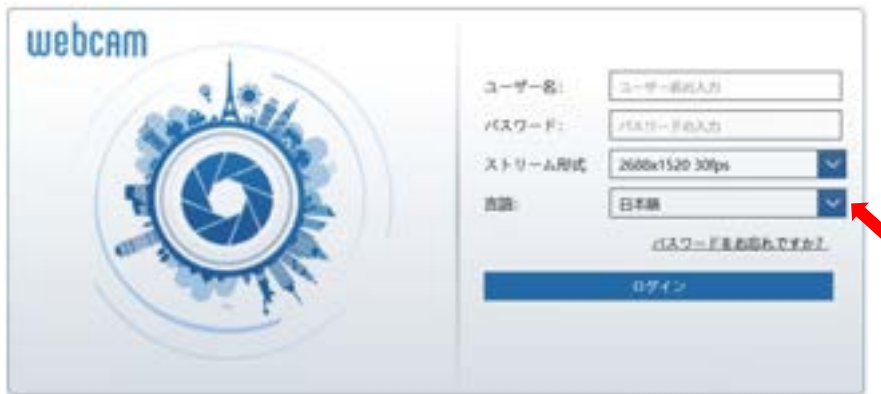 webcam
ユーザー名:
ユーザー名の入力
パスワード:
パスワードの入力
ストリーム形式
2688x1520 30fps
言語:
日本語
パスワードをお忘れですか?
ログイン